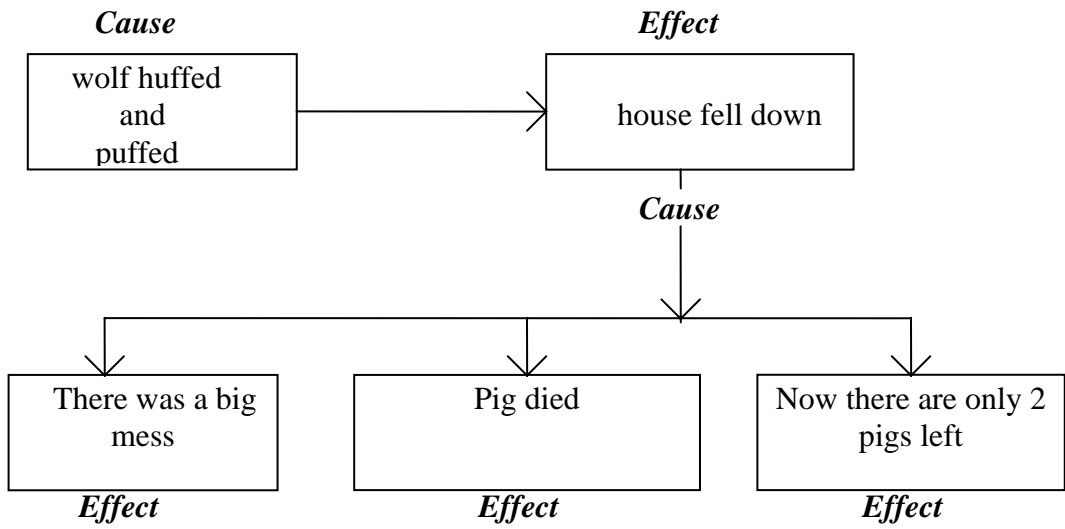 Cause
Effect
wolf huffed
and
puffed
house fell down
Cause
There was a big
mess
Pig died
Now there are only 2
pigs left
Effect
Effect
Effect